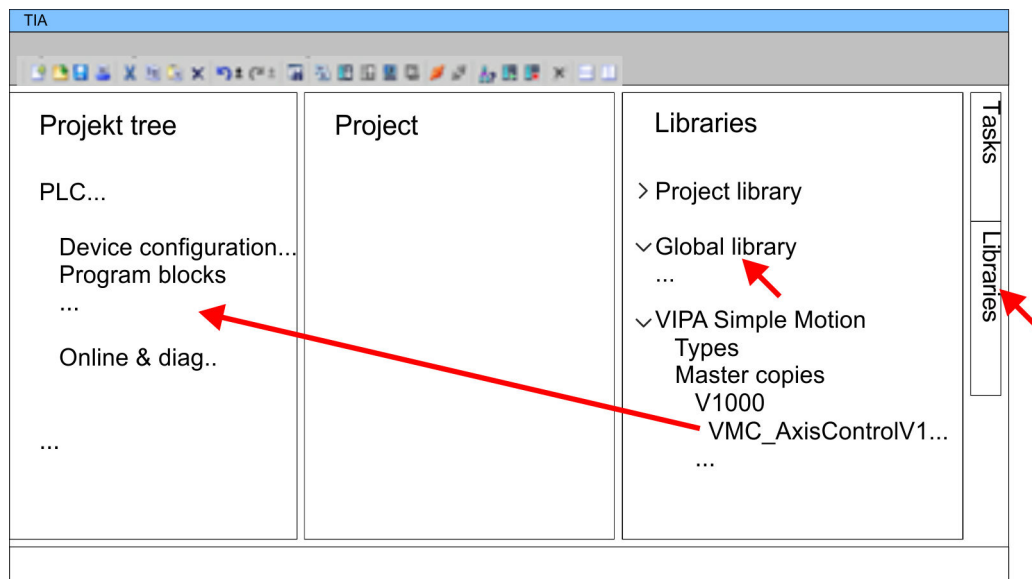 TIA
Projekt tree
PLC...
Device configuration...
Program blocks
...
Online & diag..
...
Project
Libraries
> Project library
Global library
...
VIPA Simple Motion
Types
Master copies
V1000
VMC_AxisControlV1...
...
Tasks
Libraries